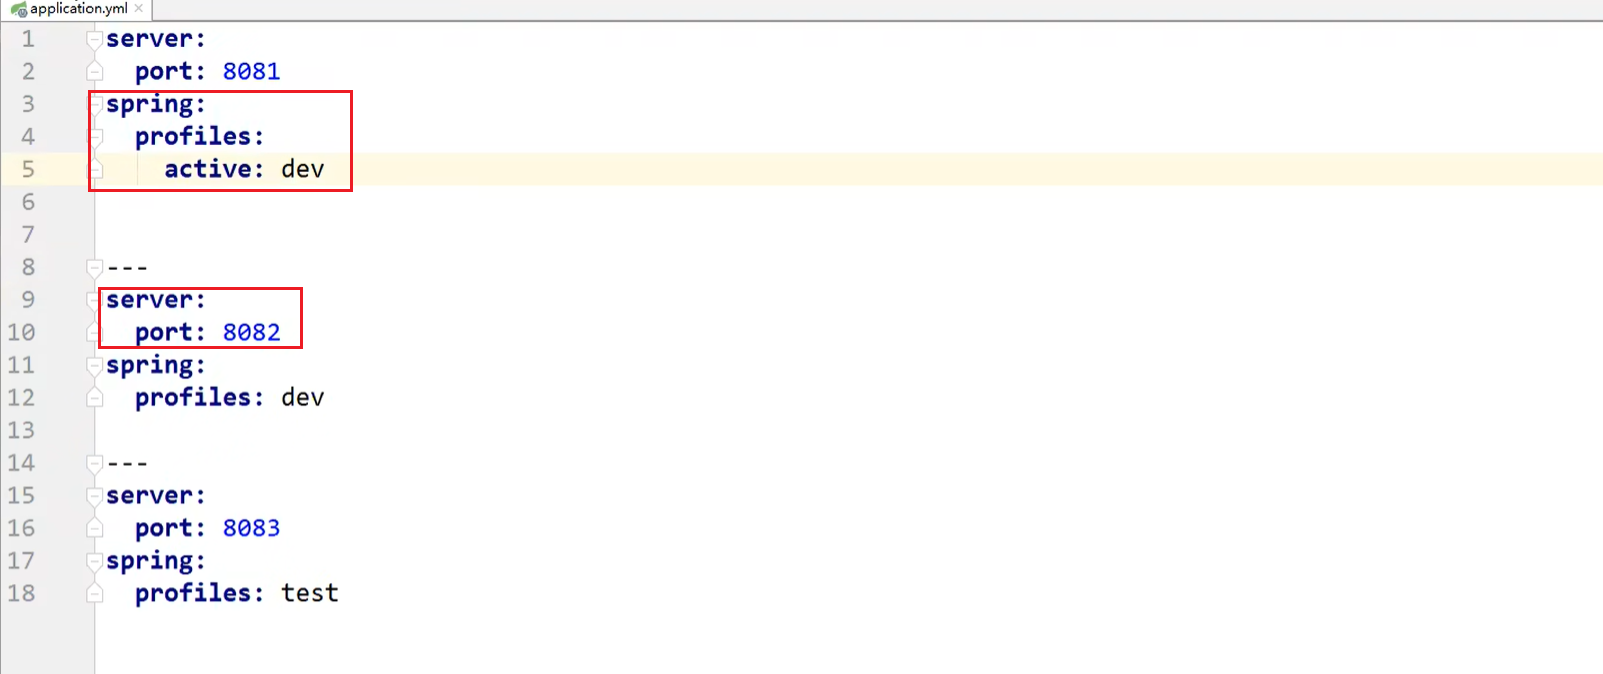 application.yml
1 server:
2   port: 8081
3 spring:
4   profiles:
5     active: dev
6
7
8 ---
9 server:
10   port: 8082
11 spring:
12   profiles: dev
13
14 ---
15 server:
16   port: 8083
17 spring:
18   profiles: test